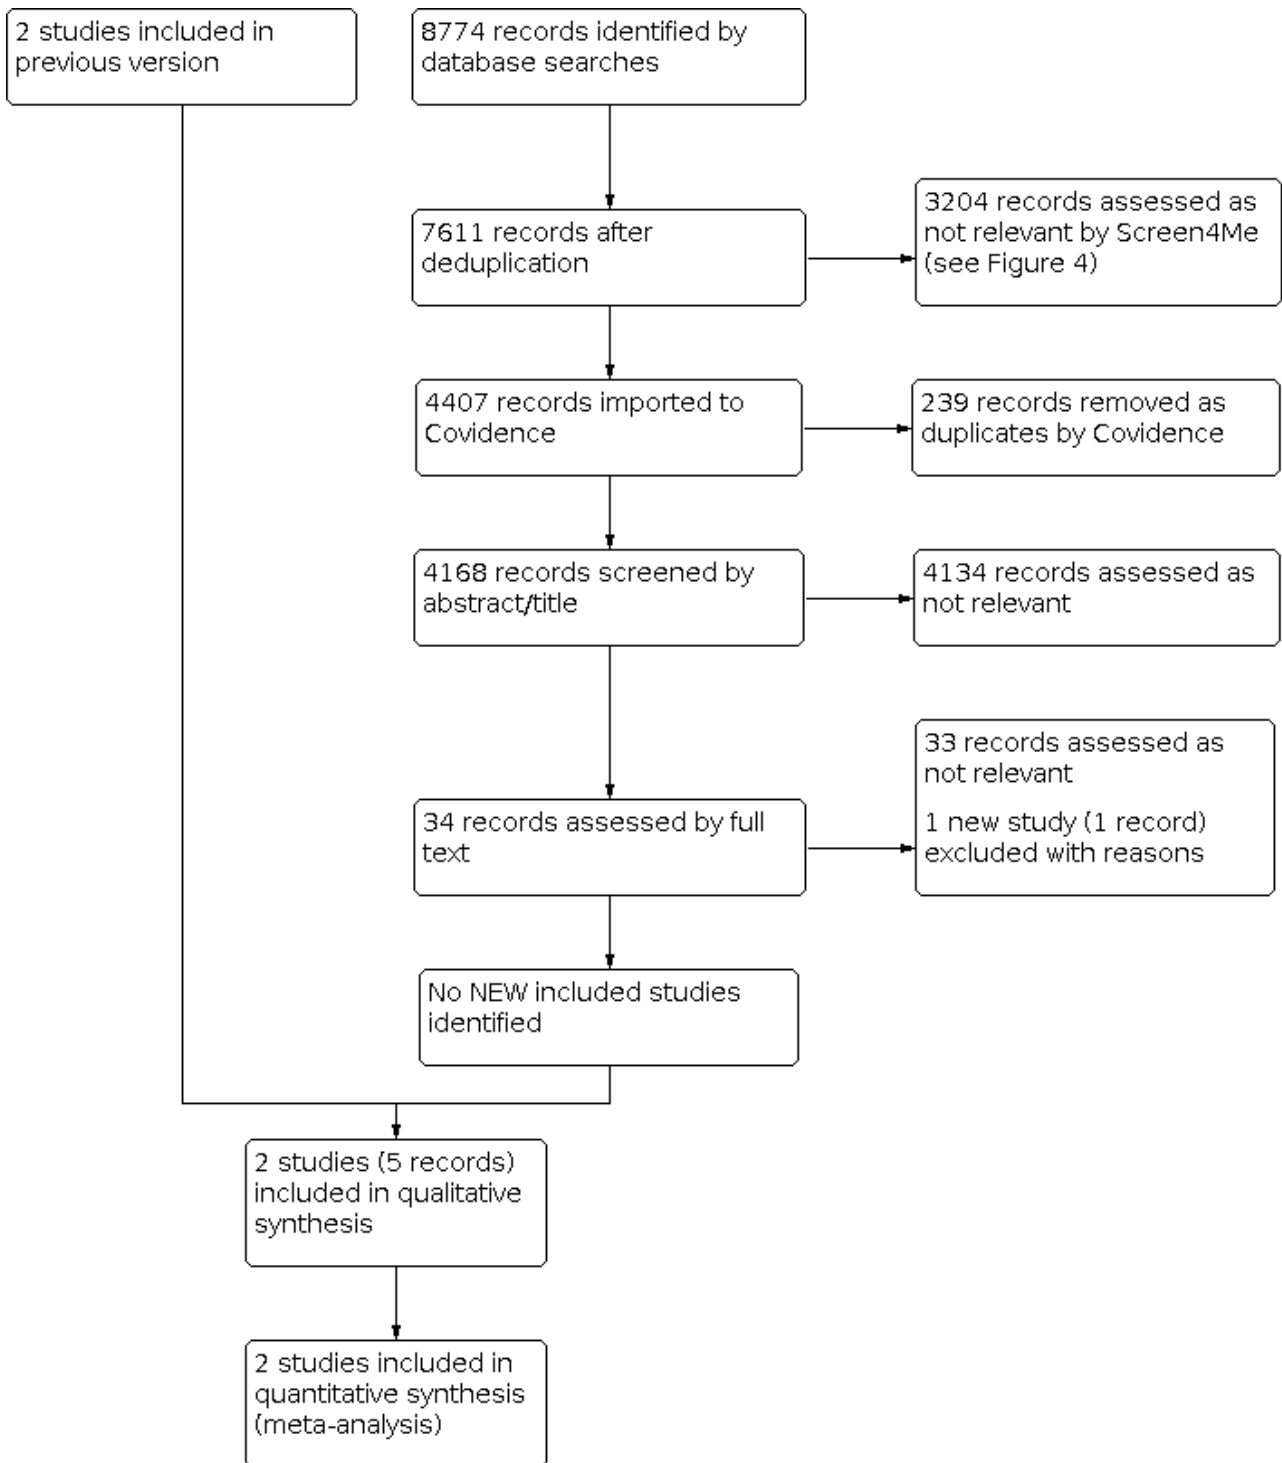 2 studies included in
previous version
8774 records identified by
database searches
7611 records after
deduplication
3204 records assessed as
not relevant by Screen4Me
(see Figure 4)
4407 records imported to
Covidence
239 records removed as
duplicates by Covidence
4168 records screened by
abstract/title
4134 records assessed as
not relevant
34 records assessed by full
text
33 records assessed as
not relevant
1 new study (1 record)
excluded with reasons
No NEW included studies
identified
2 studies (5 records)
included in qualitative
synthesis
2 studies included in
quantitative synthesis
(meta-analysis)